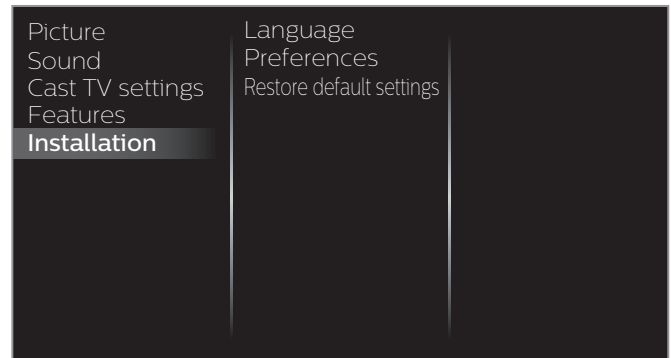 Picture
Sound
Cast TV settings
Features
Installation
Language
Preferences
Restore default settings